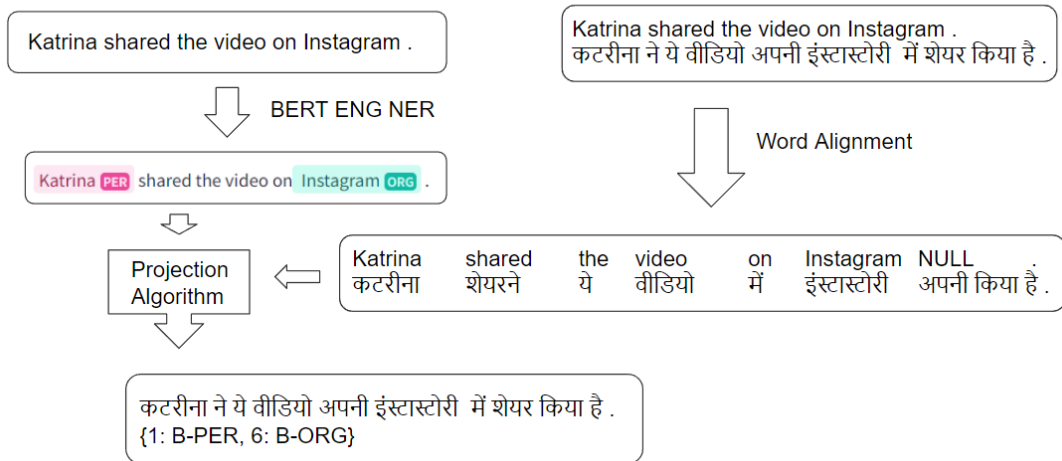 Katrina shared the video on Instagram .
BERT ENG NER
Katrina PER shared the video on Instagram ORG .
Katrina shared the video on Instagram .
कटरीना ने ये वीडियो अपनी इंस्टास्टोरी में शेयर किया है .
Word Alignment
Katrina shared the video on Instagram NULL .
कटरीना शेयरने ये वीडियो में इंस्टास्टोरी अपनी किया है .
Projection
Algorithm
कटरीना ने ये वीडियो अपनी इंस्टास्टोरी में शेयर किया है .
{1: B-PER, 6: B-ORG}